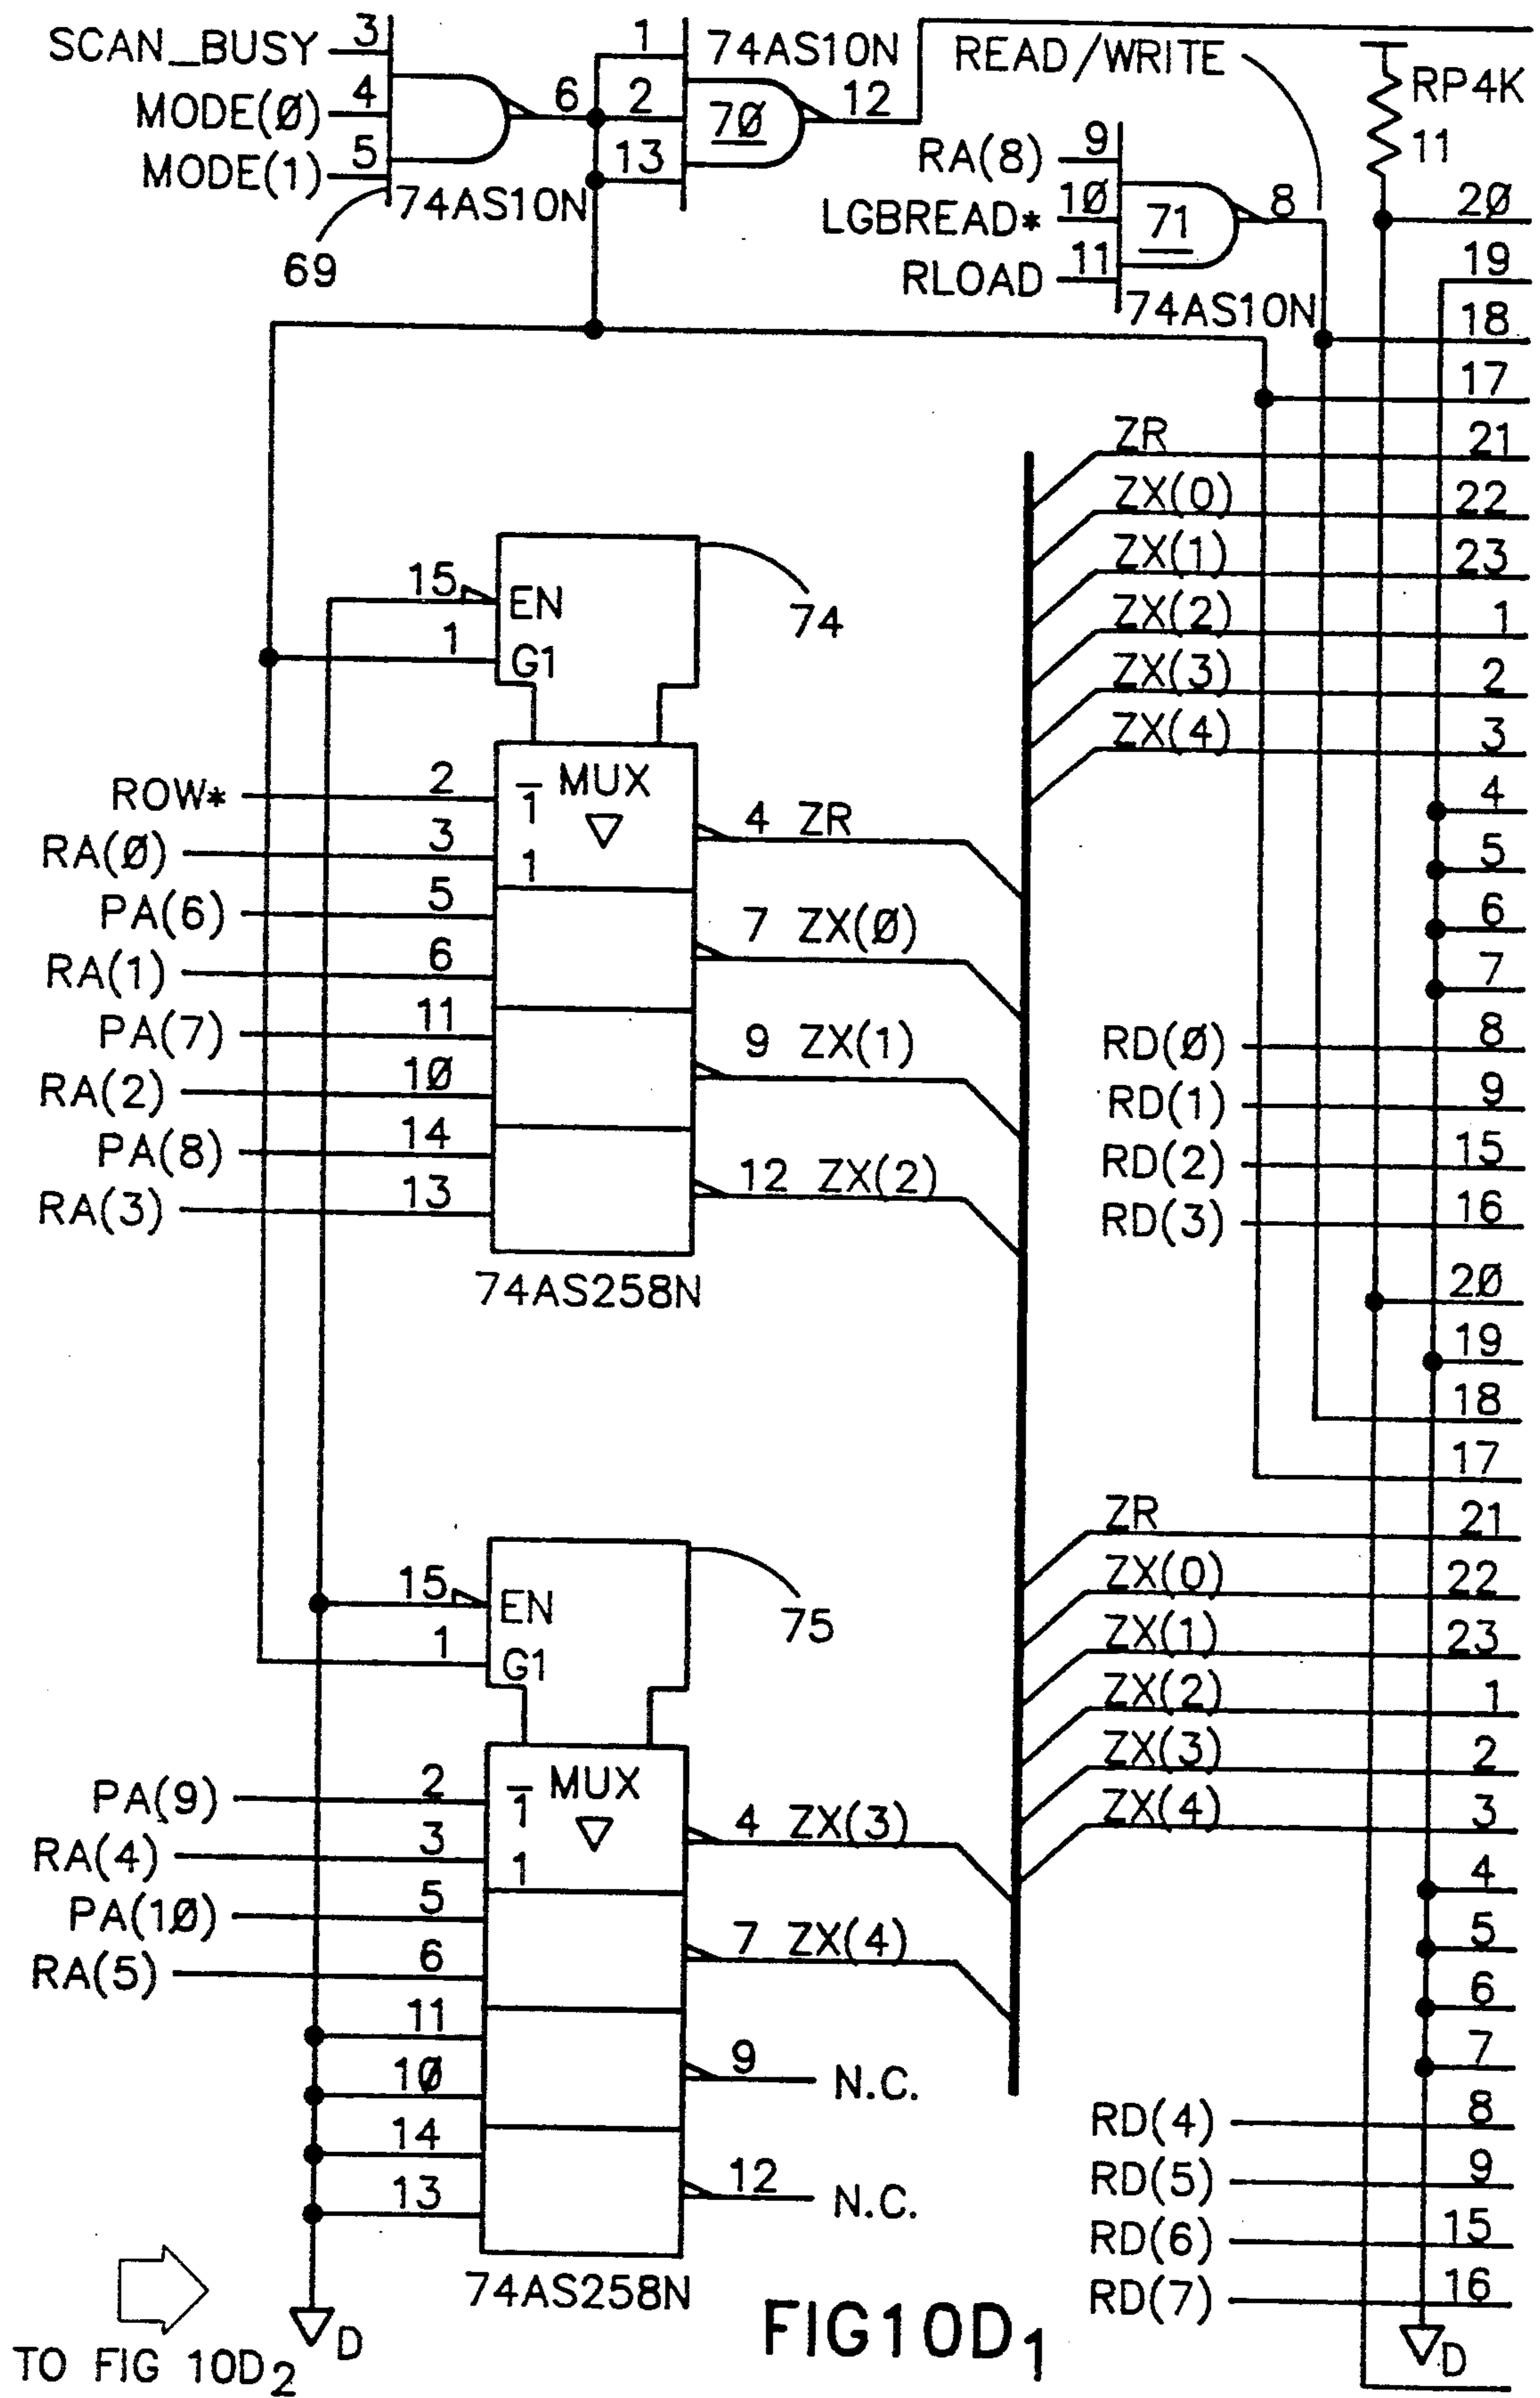 SCAN_BUSY 3
MODE(Ø) 4
MODE(1) 5
6
74AS10N
69
1
2
13
74AS10N
7Ø
12
READ/WRITE
RA(8) 9
LGBREAD* 1Ø
RLOAD 11
71
8
74AS10N
RP4K
11
2Ø
19
18
17
ZR 21
ZX(0) 22
ZX(1) 23
ZX(2) 1
ZX(3) 2
ZX(4) 3
4
5
6
7
RD(Ø) 8
RD(1) 9
RD(2) 15
RD(3) 16
15 EN
1 G1
74
ROW* 2 1 MUX
RA(Ø) 3 1
4 ZR
PA(6) 5
RA(1) 6
7 ZX(Ø)
PA(7) 11
RA(2) 1Ø
9 ZX(1)
PA(8) 14
RA(3) 13
12 ZX(2)
74AS258N
2Ø
19
18
17
ZR 21
ZX(0) 22
ZX(1) 23
ZX(2) 1
ZX(3) 2
ZX(4) 3
4
5
6
7
RD(4) 8
RD(5) 9
RD(6) 15
RD(7) 16
D
15 EN
1 G1
75
PA(9) 2 1 MUX
RA(4) 3 1
4 ZX(3)
PA(1Ø) 5
RA(5) 6
7 ZX(4)
11
1Ø
9 N.C.
14
13
12 N.C.
74AS258N
D
TO FIG 10D2
FIG10D1